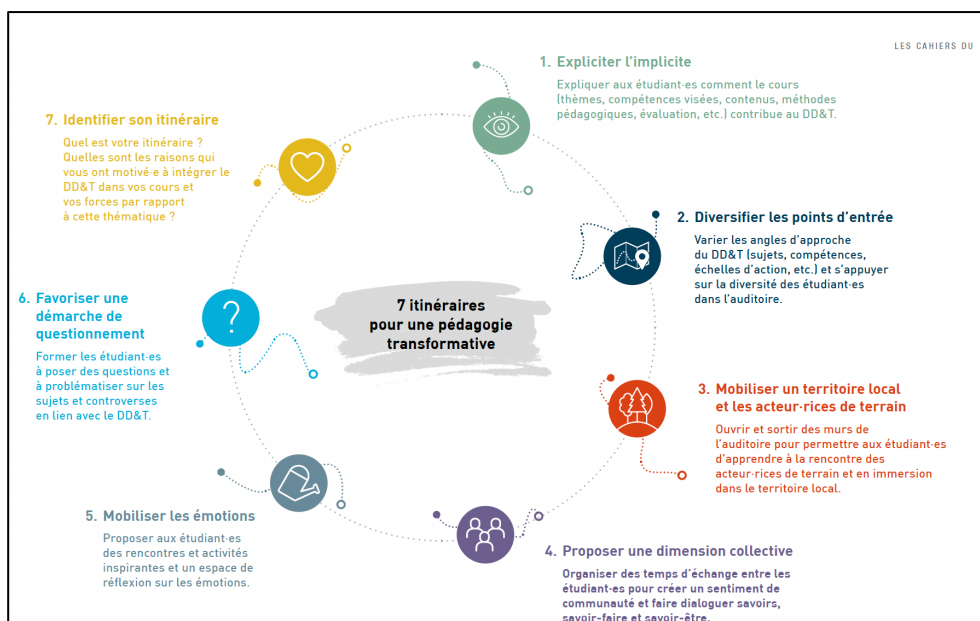 LES CAHIERS DU
1. Expliciter l'implicite
Expliquer aux étudiant·es comment le cours
(thèmes, compétences visées, contenus, méthodes
pédagogiques, évaluation, etc.) contribue au DD&T.
2. Diversifier les points d'entrée
Varier les angles d'approche
du DD&T (sujets, compétences,
échelles d'action, etc.) et s'appuyer
sur la diversité des étudiant·es
dans l'auditoire.
3. Mobiliser un territoire local
et les acteur·rices de terrain
Ouvrir et sortir des murs de
l'auditoire pour permettre aux étudiant·es
d'apprendre à la rencontre des
acteur·rices de terrain et en immersion
dans le territoire local.
4. Proposer une dimension collective
Organiser des temps d'échange entre les
étudiant·es pour créer un sentiment de
communauté et faire dialoguer savoirs,
savoir-faire et savoir-être.
5. Mobiliser les émotions
Proposer aux étudiant·es
des rencontres et activités
inspirantes et un espace de
réflexion sur les émotions.
6. Favoriser une
démarche de
questionnement
Former les étudiant·es
à poser des questions et
à problématiser sur les
sujets et controverses
en lien avec le DD&T.
7. Identifier son itinéraire
Quel est votre itinéraire ?
Quelles sont les raisons qui
vous ont motivé·e à intégrer le
DD&T dans vos cours et
vos forces par rapport
à cette thématique ?
7 itinéraires
pour une pédagogie
transformative
?